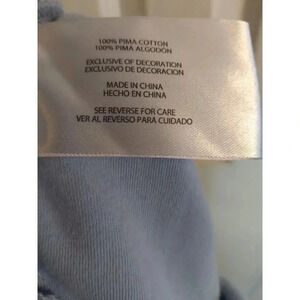 100% PIMA COTTON
100% PIMA ALGODÓN
EXCLUSIVE OF DECORATION
EXCLUSIVO DE DECORACION
MADE IN CHINA
HECHO EN CHINA
SEE REVERSE FOR CARE
VER AL REVERSO PARA CUIDADO